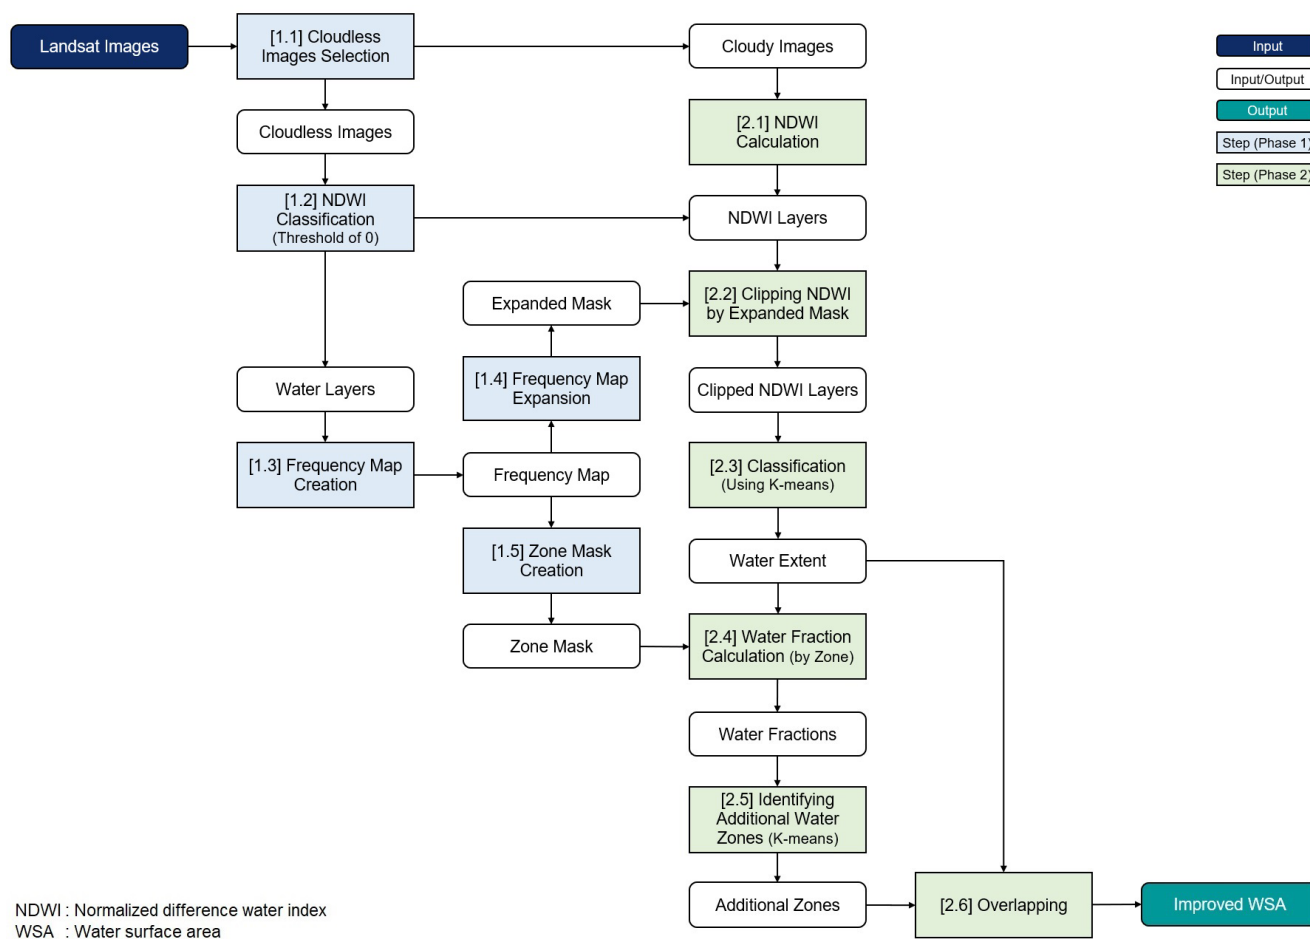 Landsat Images
[1.1] Cloudless
Images Selection
Cloudy Images
Input
Input/Output
Output
Step (Phase 1)
Step (Phase 2)
Cloudless Images
[2.1] NDWI
Calculation
[1.2] NDWI
Classification
(Threshold of 0)
NDWI Layers
Expanded Mask
[2.2] Clipping NDWI
by Expanded Mask
Water Layers
[1.4] Frequency Map
Expansion
Clipped NDWI Layers
[1.3] Frequency Map
Creation
Frequency Map
[2.3] Classification
(Using K-means)
[1.5] Zone Mask
Creation
Water Extent
Zone Mask
[2.4] Water Fraction
Calculation (by Zone)
Water Fractions
[2.5] Identifying
Additional Water
Zones (K-means)
Additional Zones
[2.6] Overlapping
Improved WSA
NDWI : Normalized difference water index
WSA : Water surface area